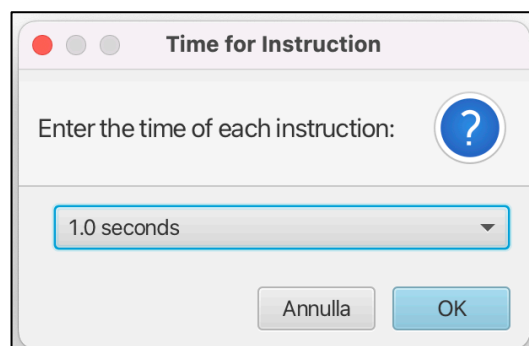 Time for Instruction
Enter the time of each instruction:
?
1.0 seconds
Annulla OK